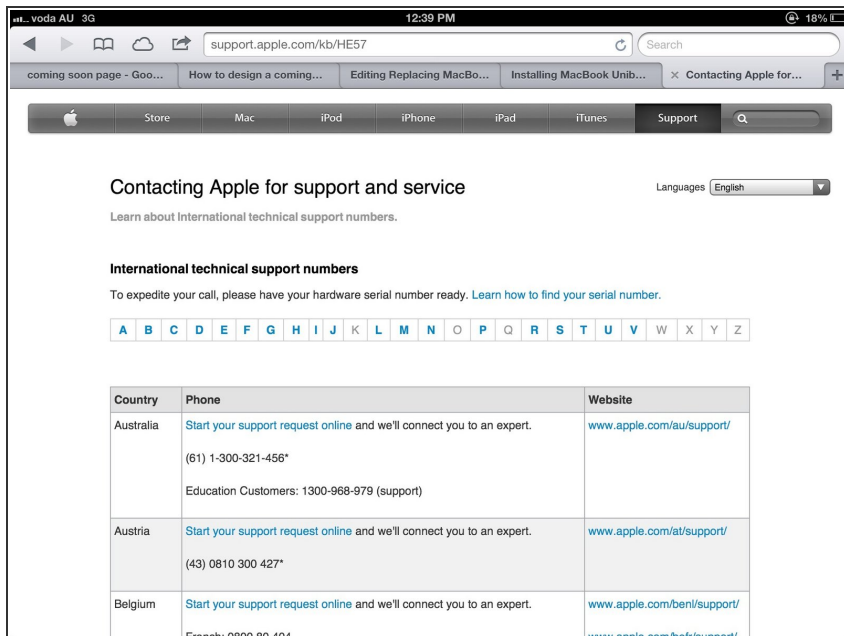 voda AU 3G 12:39 PM 18%
support.apple.com/kb/HE57 Search
coming soon page - Goo... How to design a coming... Editing Replacing MacBo... Installing MacBook Unib... Contacting Apple for...
Store Mac iPod iPhone iPad iTunes Support
Contacting Apple for support and service
Languages English
Learn about International technical support numbers.
International technical support numbers
To expedite your call, please have your hardware serial number ready. Learn how to find your serial number.
A B C D E F G H I J K L M N O P Q R S T U V W X Y Z
Country Phone Website
Australia Start your support request online and we'll connect you to an expert. www.apple.com/au/support/
(61) 1-300-321-456*
Education Customers: 1300-968-979 (support)
Austria Start your support request online and we'll connect you to an expert. www.apple.com/at/support/
(43) 0810 300 427*
Belgium Start your support request online and we'll connect you to an expert. www.apple.com/benl/support/